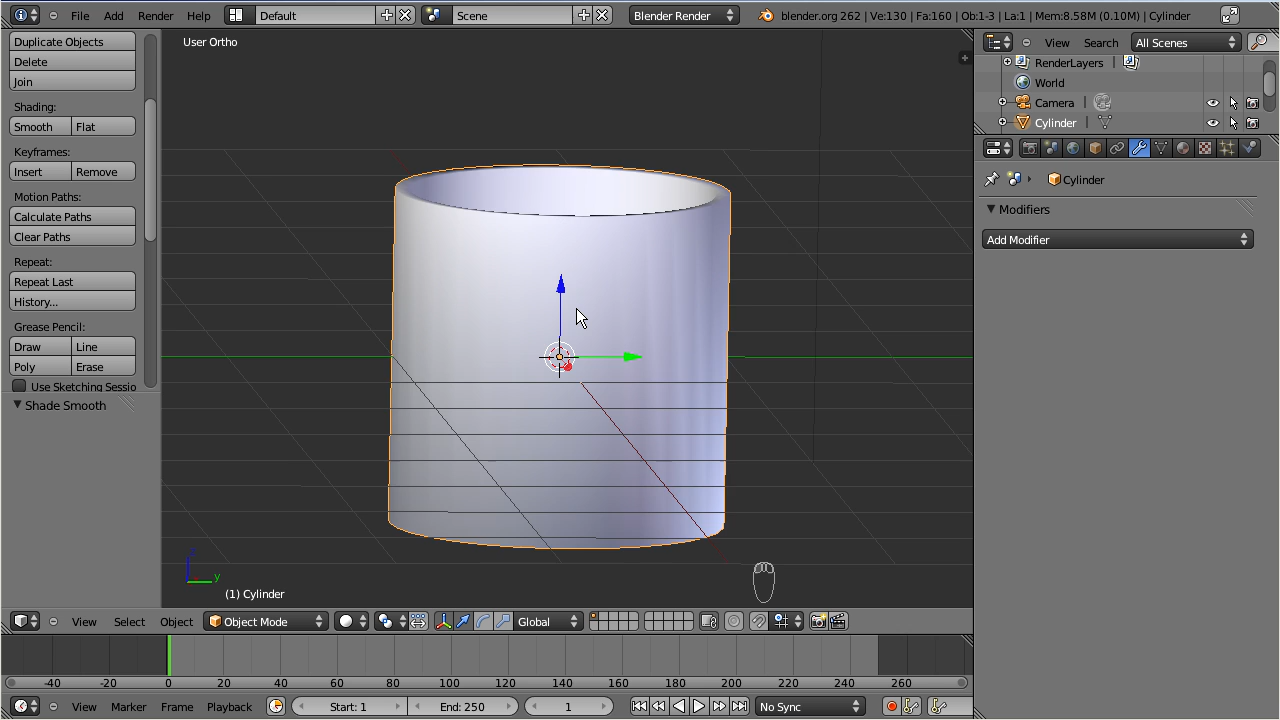 File Add Render Help Default Scene Blender Render blender.org 262 | Ve:130 | Fa:160 | Ob:1-3 | La:1 | Mem:8.58M (0.10M) | Cylinder
Duplicate Objects
Delete
Join
Shading:
Smooth Flat
Keyframes:
Insert Remove
Motion Paths:
Calculate Paths
Clear Paths
Repeat:
Repeat Last
History...
Grease Pencil:
Draw Line
Poly Erase
Use Sketching Sessio
Shade Smooth
User Ortho
y
(1) Cylinder
View Select Object Object Mode Global
-40 -20 0 20 40 60 80 100 120 140 160 180 200 220 240 260
View Marker Frame Playback Start: 1 End: 250 1 No Sync
View Search All Scenes
RenderLayers |
World
Camera |
Cylinder |
Cylinder
Modifiers
Add Modifier